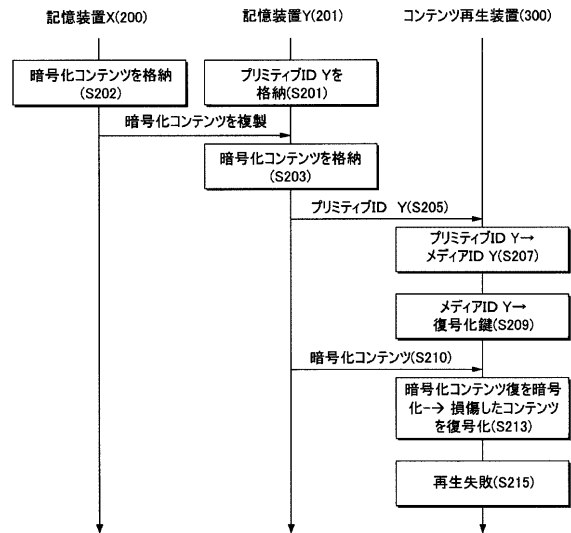 記憶装置X(200)
記憶装置Y(201)
コンテンツ再生装置(300)
暗号化コンテンツを格納
(S202)
プリミティブID Yを
格納(S201)
暗号化コンテンツを複製
暗号化コンテンツを格納
(S203)
プリミティブID Y(S205)
プリミティブID Y→
メディアID Y(S207)
メディアID Y→
復号化鍵(S209)
暗号化コンテンツ(S210)
暗号化コンテンツ復を暗号
化-→ 損傷したコンテンツ
を復号化(S213)
再生失敗(S215)